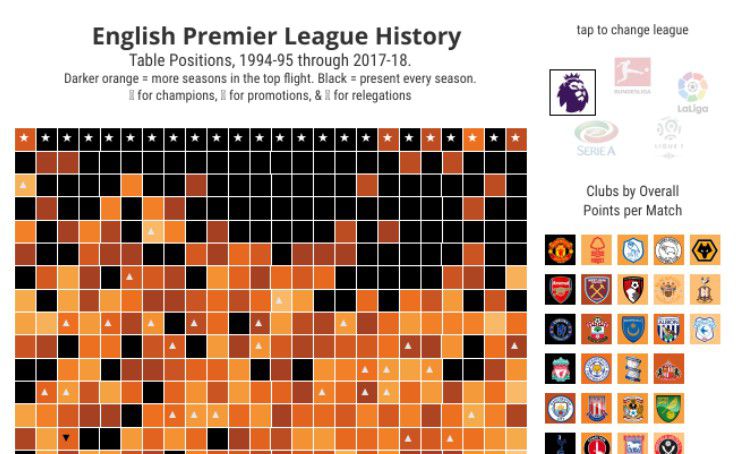 English Premier League History
Table Positions, 1994-95 through 2017-18.
Darker orange = more seasons in the top flight. Black = present every season.
▯ for champions, ▯ for promotions, & ▯ for relegations
tap to change league
BUNDESLIGA
LaLiga
SERIE A
LIGUE 1
Clubs by Overall
Points per Match